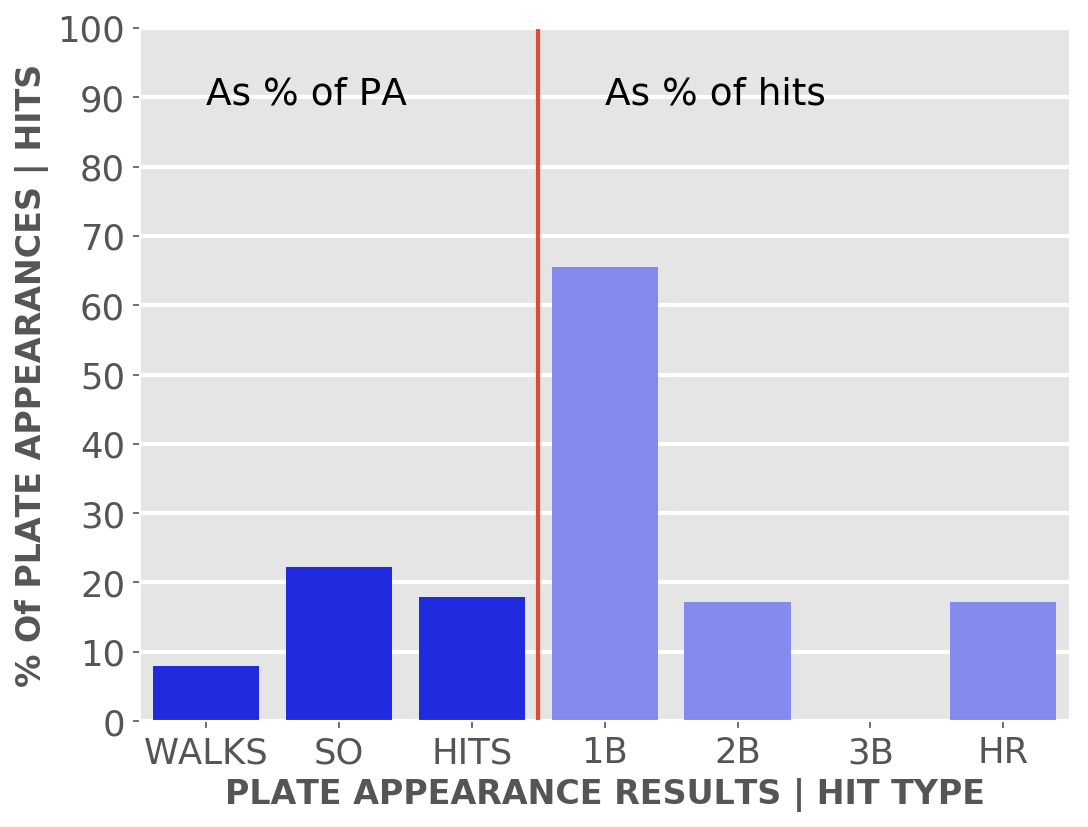 % Of PLATE APPEARANCES | HITS
100
90
80
70
60
50
40
30
20
10
0
As % of PA
As % of hits
WALKS SO HITS 1B 2B 3B HR
PLATE APPEARANCE RESULTS | HIT TYPE